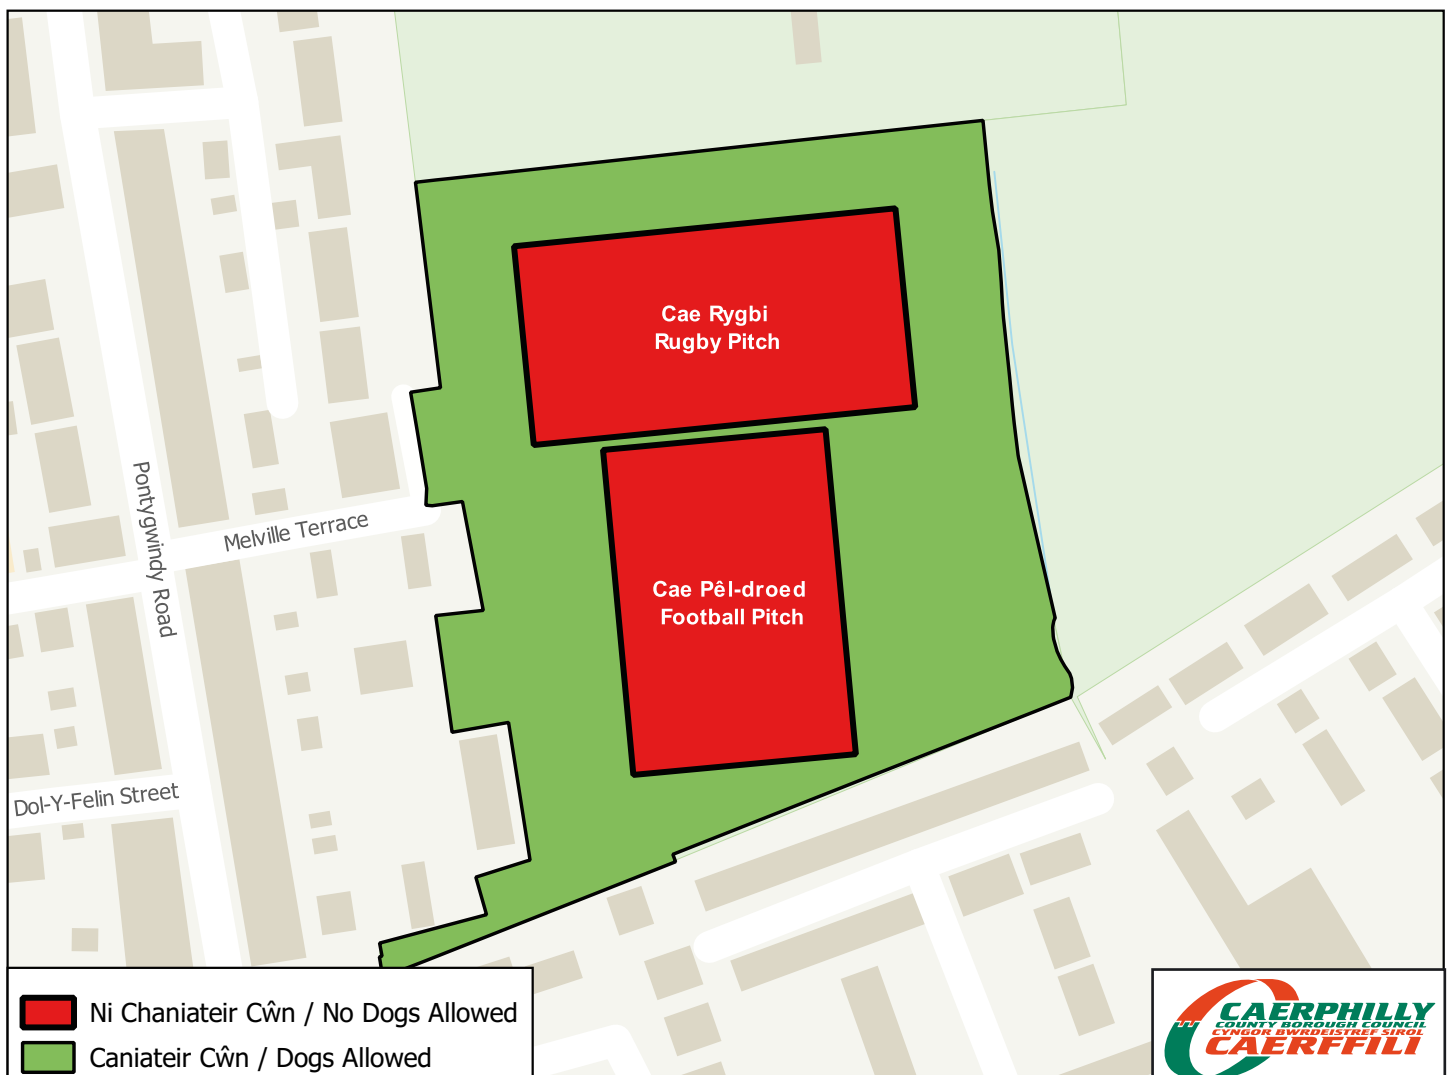 Cae Rygbi
Rugby Pitch
Pontygwindy Road
Melville Terrace
Cae Pêl-droed
Football Pitch
Dol-Y-Felin Street
Ni Chaniateir Cŵn / No Dogs Allowed
Caniateir Cŵn / Dogs Allowed
CAERPHILLY
COUNTY BOROUGH COUNCIL
CYNGOR BWRDEISTREF SIROL
CAERFFILI